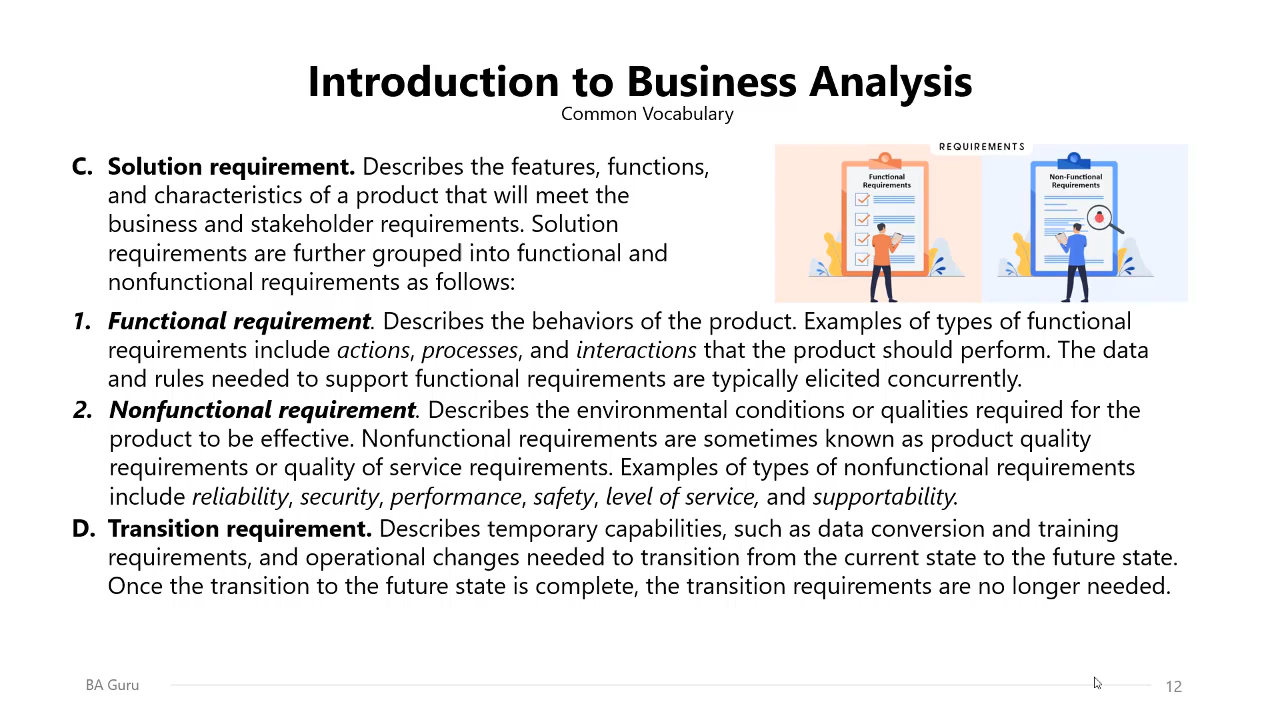 Introduction to Business Analysis
Common Vocabulary
C. Solution requirement. Describes the features, functions,
and characteristics of a product that will meet the
business and stakeholder requirements. Solution
requirements are further grouped into functional and
nonfunctional requirements as follows:
REQUIREMENTS
Functional
Requirements
Non-Functional
Requirements
1. Functional requirement. Describes the behaviors of the product. Examples of types of functional
requirements include actions, processes, and interactions that the product should perform. The data
and rules needed to support functional requirements are typically elicited concurrently.
2. Nonfunctional requirement. Describes the environmental conditions or qualities required for the
product to be effective. Nonfunctional requirements are sometimes known as product quality
requirements or quality of service requirements. Examples of types of nonfunctional requirements
include reliability, security, performance, safety, level of service, and supportability.
D. Transition requirement. Describes temporary capabilities, such as data conversion and training
requirements, and operational changes needed to transition from the current state to the future state.
Once the transition to the future state is complete, the transition requirements are no longer needed.
BA Guru
12